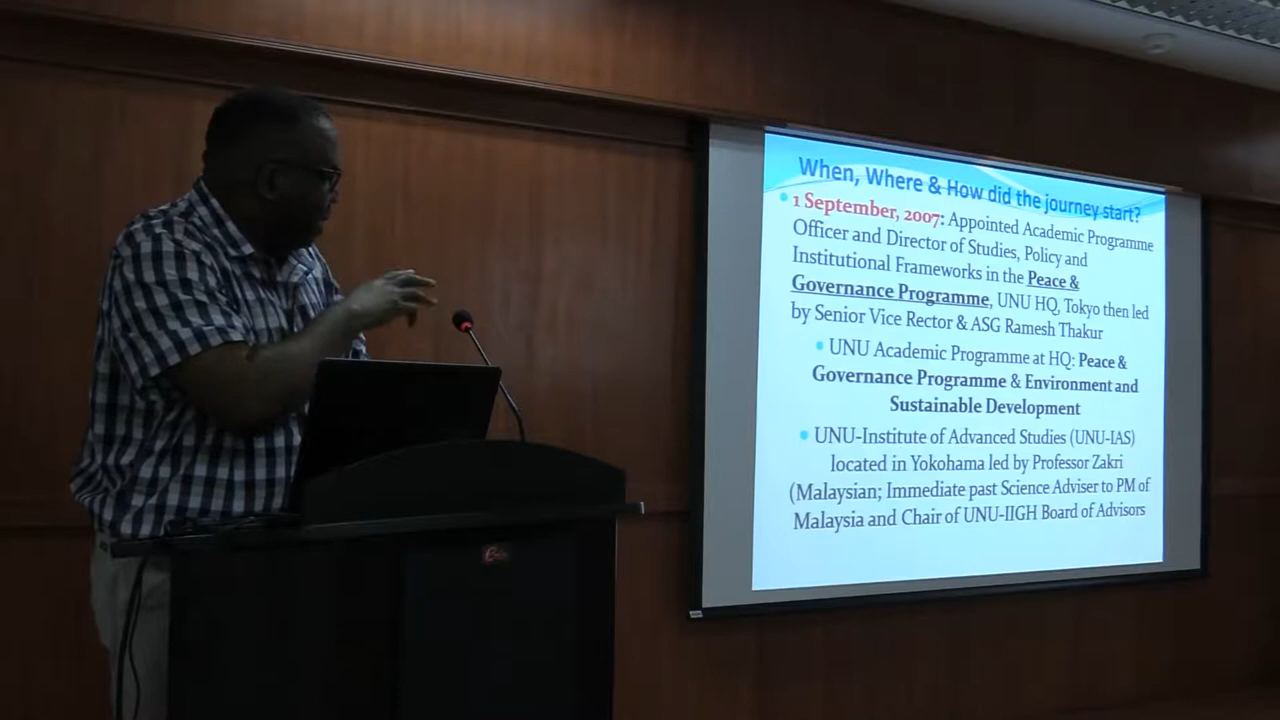 When, Where & How did the journey start?
• 1 September, 2007: Appointed Academic Programme
Officer and Director of Studies, Policy and
Institutional Frameworks in the Peace &
Governance Programme, UNU HQ, Tokyo then led
by Senior Vice Rector & ASG Ramesh Thakur
• UNU Academic Programme at HQ: Peace &
Governance Programme & Environment and
Sustainable Development
• UNU-Institute of Advanced Studies (UNU-IAS)
located in Yokohama led by Professor Zakri
(Malaysian; Immediate past Science Adviser to PM of
Malaysia and Chair of UNU-IIGH Board of Advisors